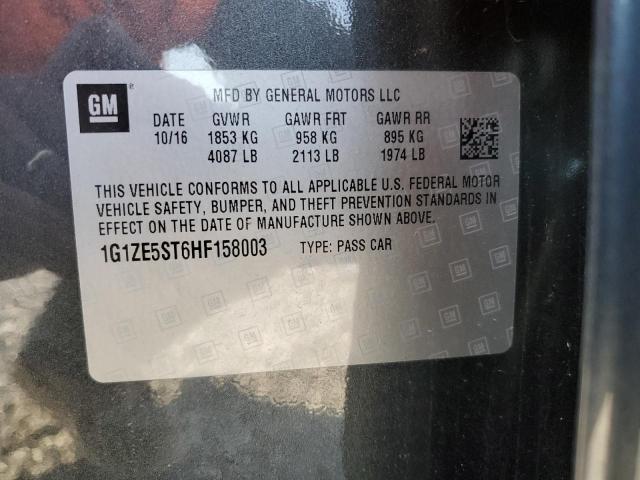 GM ® MFD BY GENERAL MOTORS LLC
DATE GVWR GAWR FRT GAWR RR
10/16 1853 KG 958 KG 895 KG
4087 LB 2113 LB 1974 LB
THIS VEHICLE CONFORMS TO ALL APPLICABLE U.S. FEDERAL MOTOR
VEHICLE SAFETY, BUMPER, AND THEFT PREVENTION STANDARDS IN
EFFECT ON THE DATE OF MANUFACTURE SHOWN ABOVE.
1G1ZE5ST6HF158003 TYPE: PASS CAR